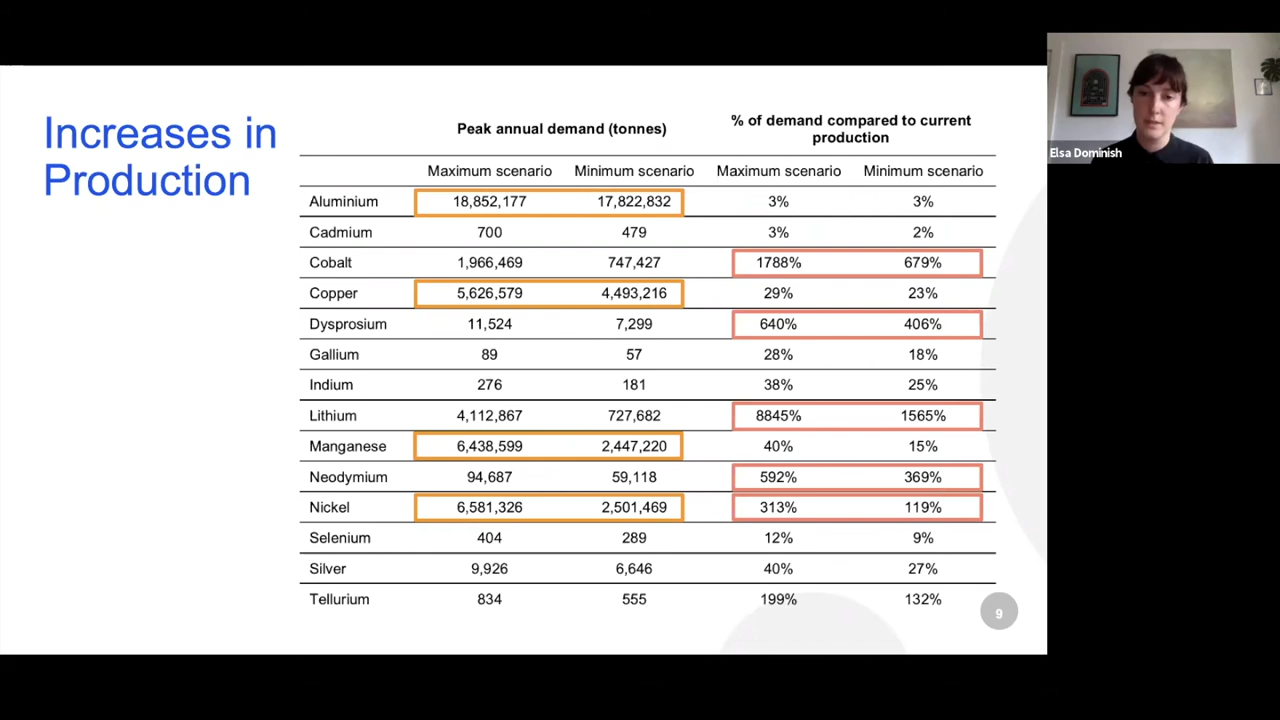 Increases in
Production
Peak annual demand (tonnes)
% of demand compared to current
production
Maximum scenario Minimum scenario Maximum scenario Minimum scenario
Aluminium 18,852,177 17,822,832 3% 3%
Cadmium 700 479 3% 2%
Cobalt 1,966,469 747,427 1788% 679%
Copper 5,626,579 4,493,216 29% 23%
Dysprosium 11,524 7,299 640% 406%
Gallium 89 57 28% 18%
Indium 276 181 38% 25%
Lithium 4,112,867 727,682 8845% 1565%
Manganese 6,438,599 2,447,220 40% 15%
Neodymium 94,687 59,118 592% 369%
Nickel 6,581,326 2,501,469 313% 119%
Selenium 404 289 12% 9%
Silver 9,926 6,646 40% 27%
Tellurium 834 555 199% 132%
9
Elsa Dominish